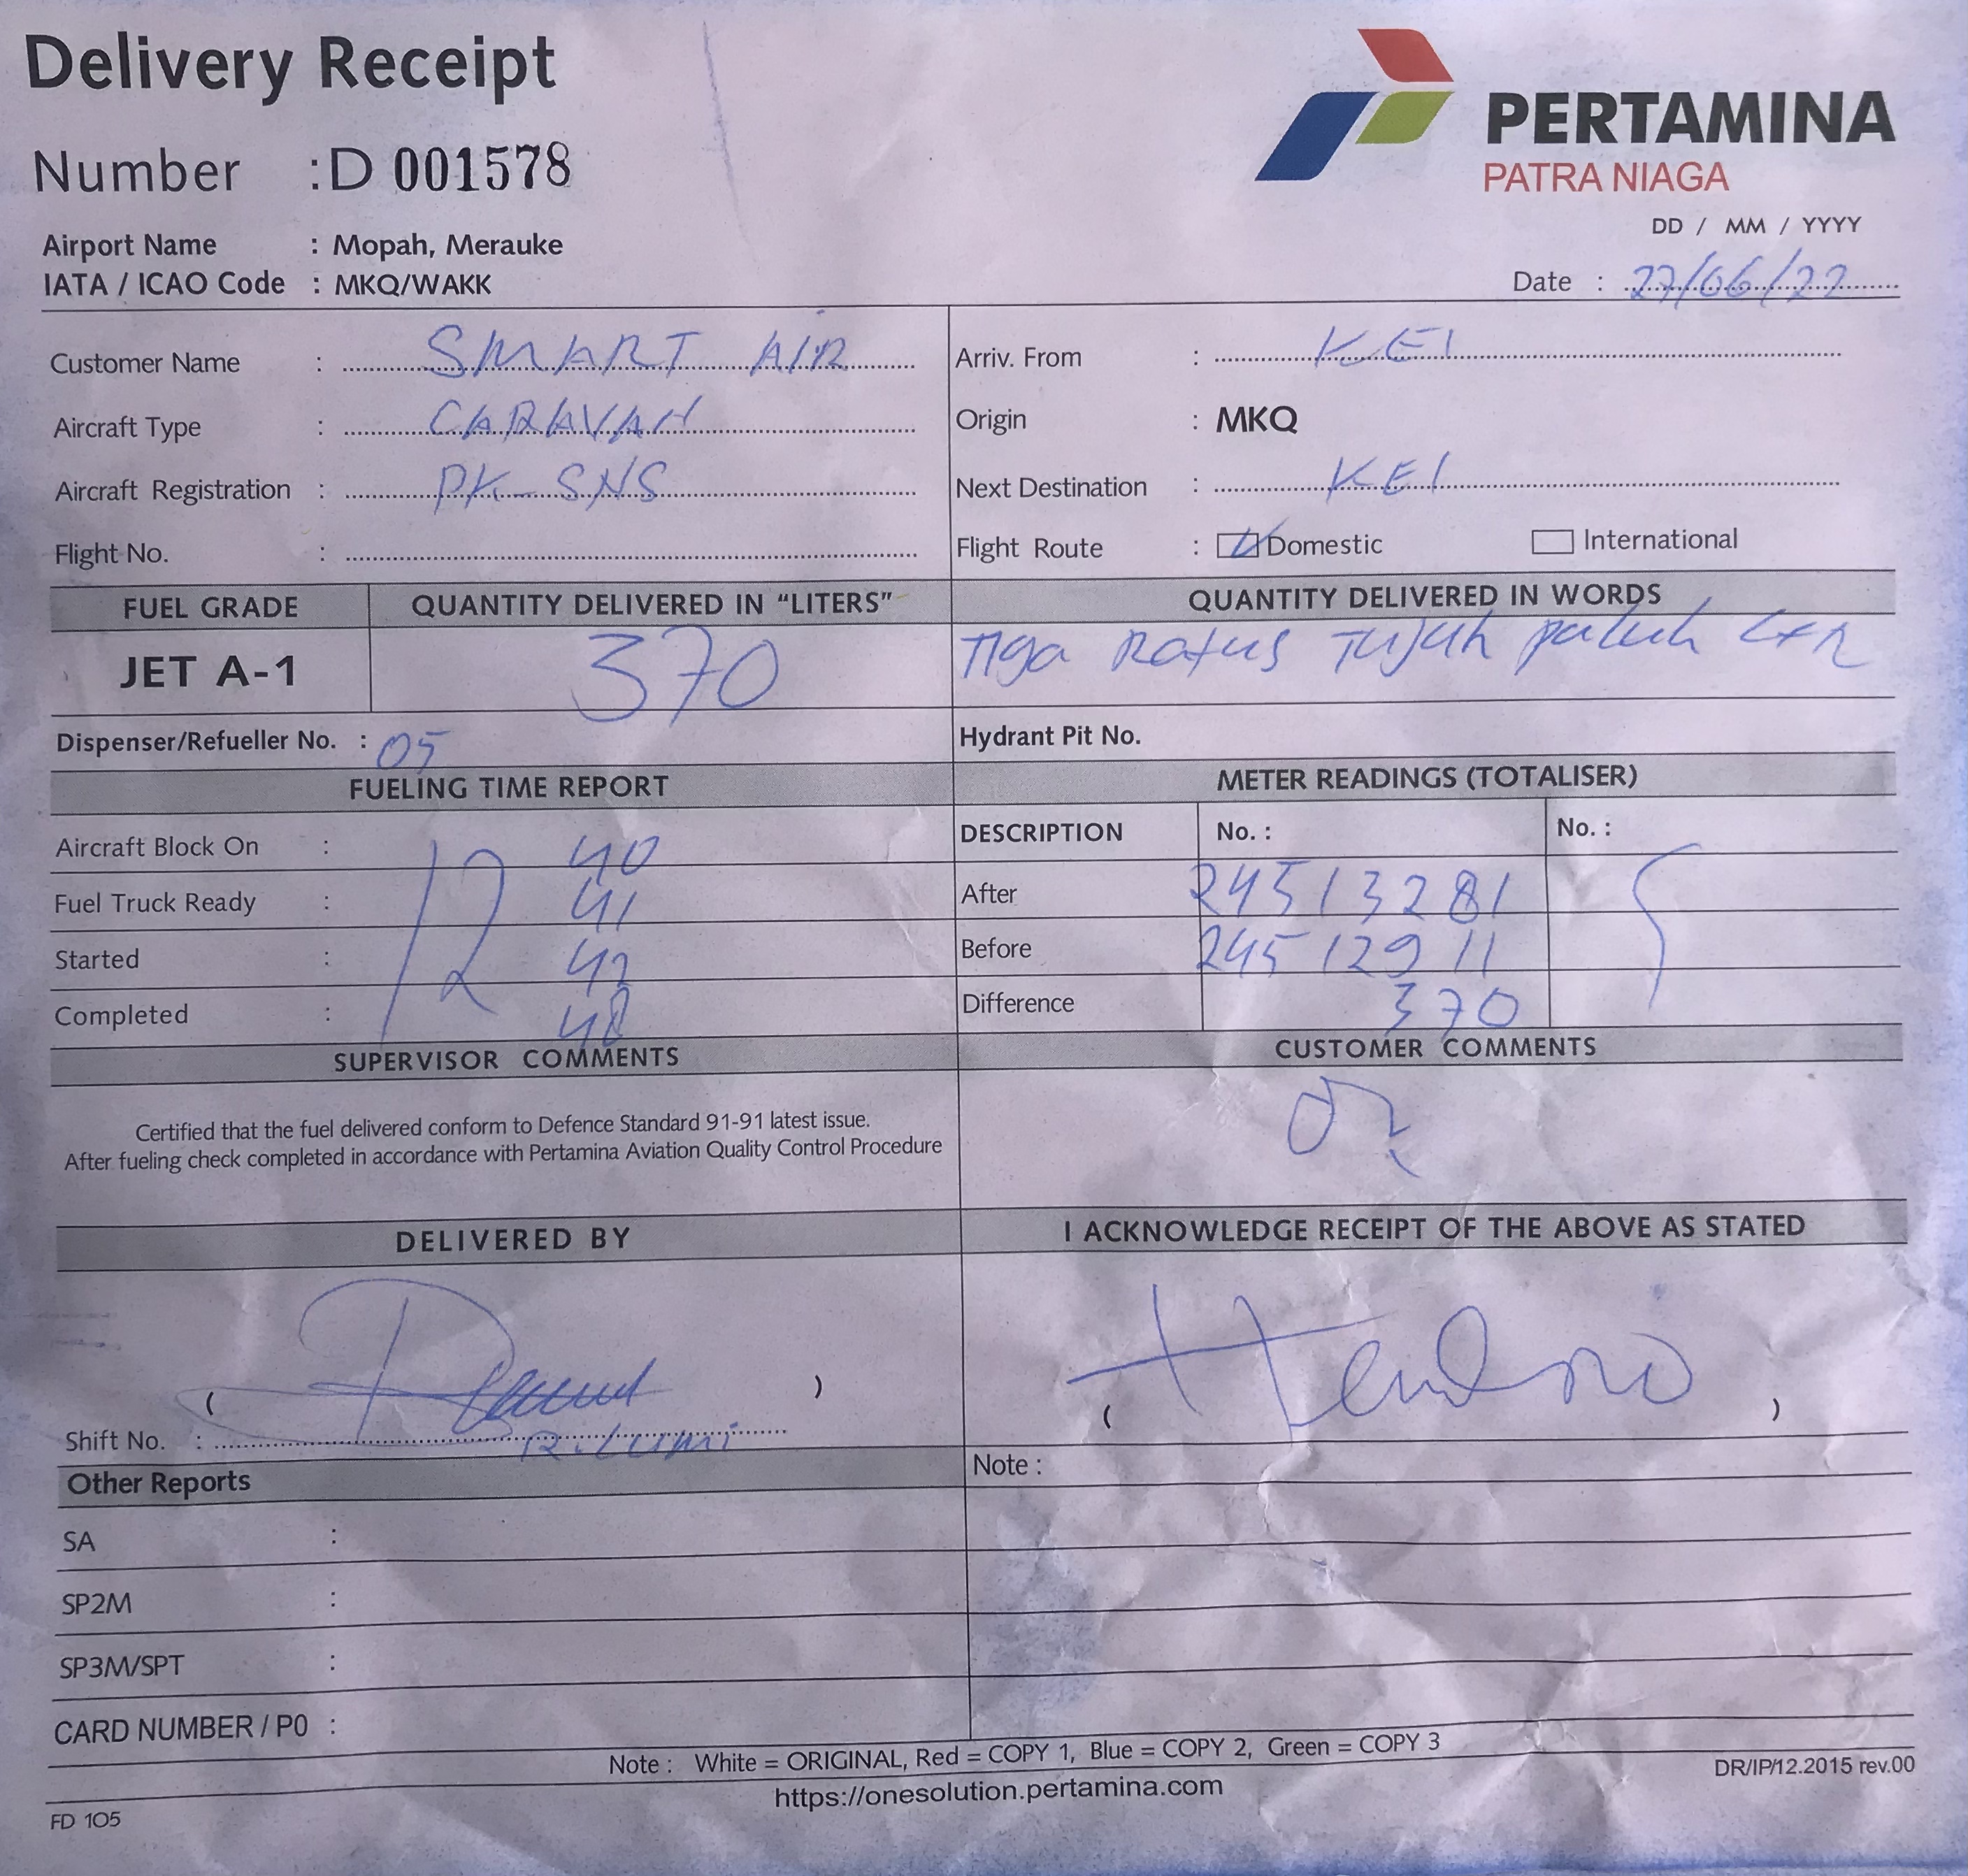 Delivery Receipt
PERTAMINA
PATRA NIAGA
Number : D 001578
DD / MM / YYYY
Airport Name : Mopah, Merauke
IATA / ICAO Code : MKQ/WAKK
Date : 27/06/22
Customer Name : SMART AIR
Arriv. From : KEI
Aircraft Type : CARAVAN
Origin : MKQ
Aircraft Registration : PK-SNS
Next Destination : KEI
Flight No. :
Flight Route : Domestic International
FUEL GRADE QUANTITY DELIVERED IN “LITERS” QUANTITY DELIVERED IN WORDS
JET A-1 370 Tiga Ratus Tujuh puluh LTR
Dispenser/Refueller No. : 05 Hydrant Pit No.
FUELING TIME REPORT METER READINGS (TOTALISER)
DESCRIPTION No. : No. :
Aircraft Block On : 12 40
Fuel Truck Ready : 41
After 24513281
Started : 42
Before 24512911
Completed : 48
Difference 370
SUPERVISOR COMMENTS CUSTOMER COMMENTS
Certified that the fuel delivered conform to Defence Standard 91-91 latest issue.
After fueling check completed in accordance with Pertamina Aviation Quality Control Procedure
DELIVERED BY I ACKNOWLEDGE RECEIPT OF THE ABOVE AS STATED
( ) ( )
Shift No. :
Other Reports Note :
SA :
SP2M :
SP3M/SPT :
CARD NUMBER / P0 :
Note : White = ORIGINAL, Red = COPY 1, Blue = COPY 2, Green = COPY 3
https://onesolution.pertamina.com
DR/IP/12.2015 rev.00
FD 105